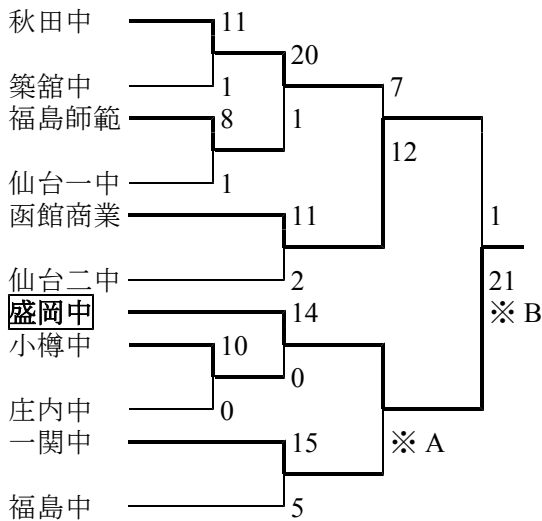 秋田中 11
20
築舘中 1 7
福島師範 8 1
12
仙台一中 1
函館商業 11 1
仙台二中 2 21
盛岡中 14 ※ B
小樽中 10
0
庄内中 0
一関中 15 ※ A
福島中 5